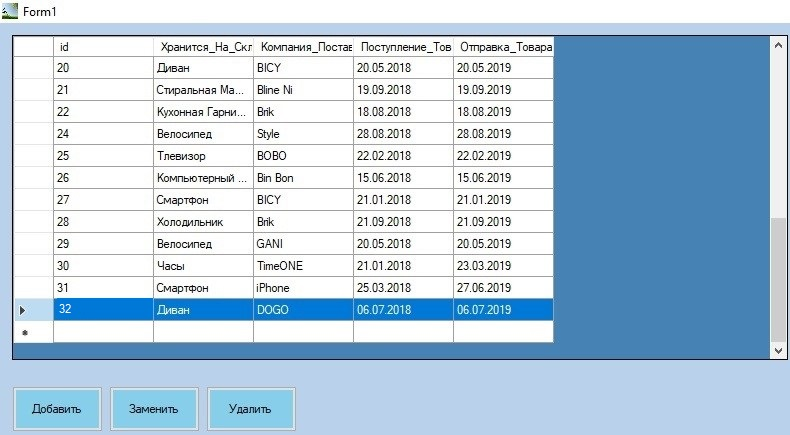 Form1
id Хранится_На_Скл Компания_Постав Поступление_Тов Отправка_Товара
20 Диван BICY 20.05.2018 20.05.2019
21 Стиральная Ма... Bline Ni 19.09.2018 19.09.2019
22 Кухонная Гарни... Brik 18.08.2018 18.08.2019
24 Велосипед Style 28.08.2018 28.08.2019
25 Тлевизор BOBO 22.02.2018 22.02.2019
26 Компьютерный ... Bin Bon 15.06.2018 15.06.2019
27 Смартфон BICY 21.01.2018 21.01.2019
28 Холодильник Brik 21.09.2018 21.09.2019
29 Велосипед GANI 20.05.2018 20.05.2019
30 Часы TimeONE 21.01.2018 23.03.2019
31 Смартфон iPhone 25.03.2018 27.06.2019
32 Диван DOGO 06.07.2018 06.07.2019
Добавить Заменить Удалить